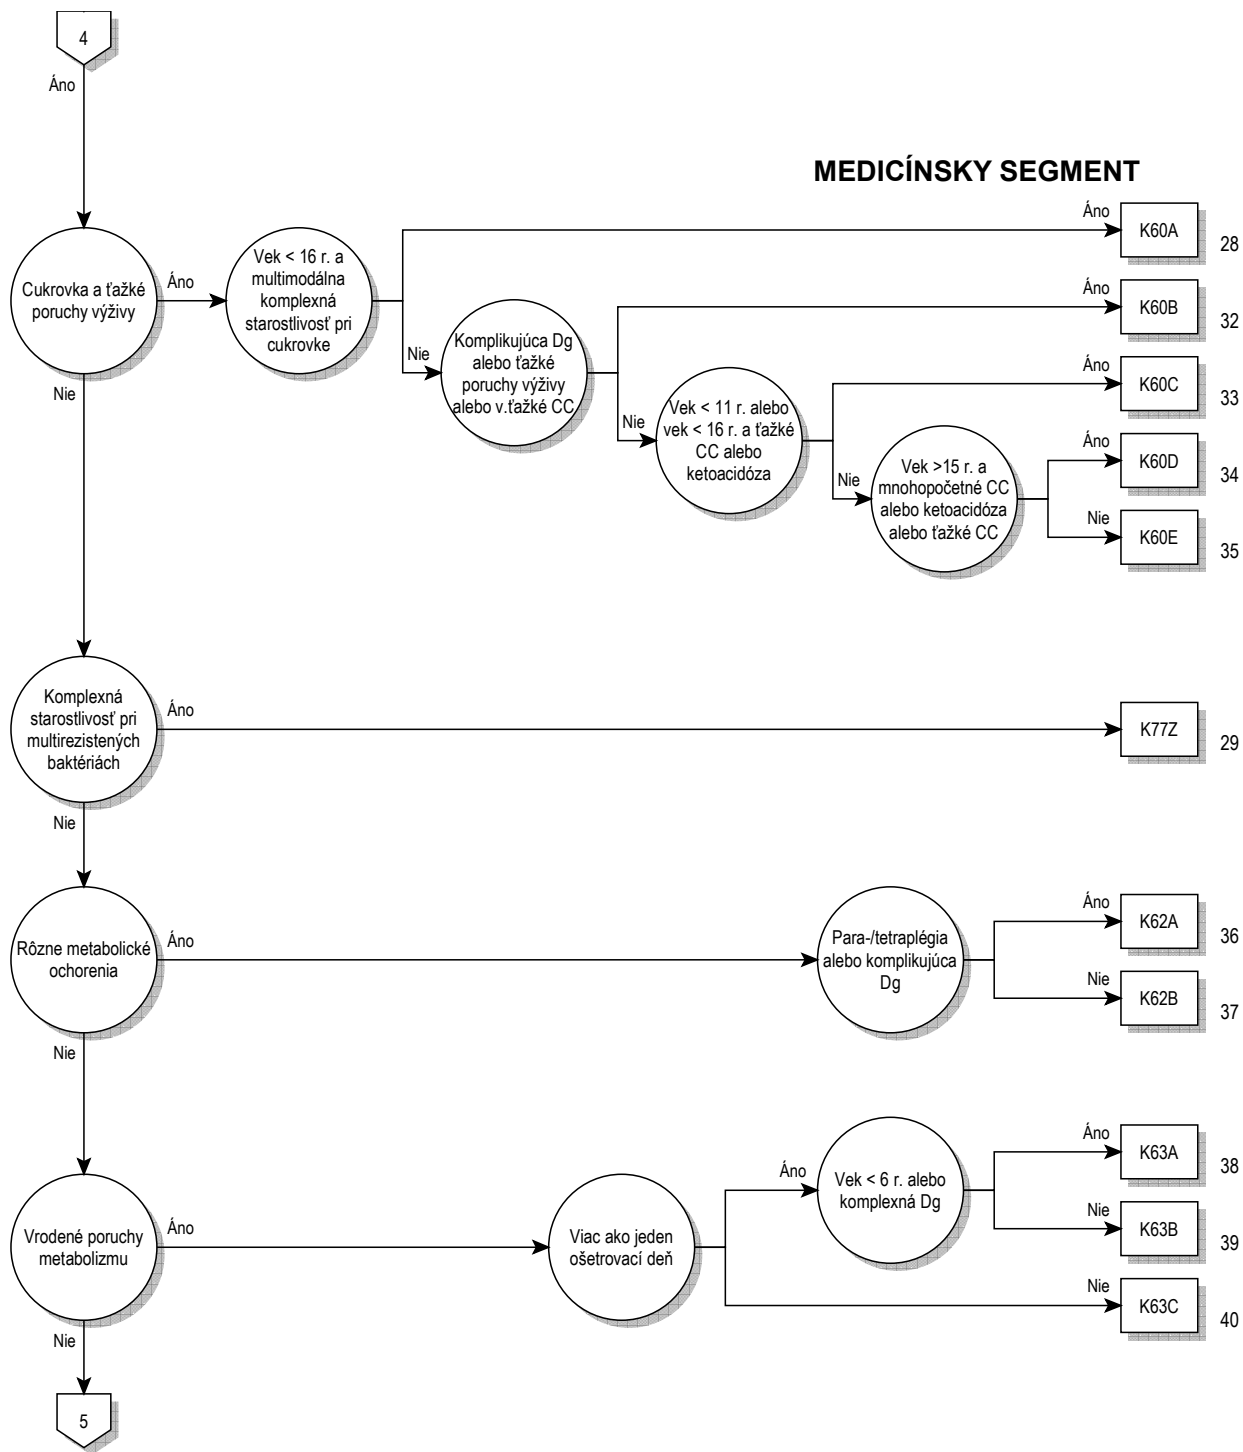 4
Áno
MEDICÍNSKY SEGMENT
Cukrovka a ťažké
poruchy výživy
Áno
Nie
Vek < 16 r. a
multimodálna
komplexná
starostlivosť pri
cukrovke
Áno
K60A
28
Nie
Komplikujúca Dg
alebo ťažké
poruchy výživy
alebo v.ťažké CC
Áno
K60B
32
Nie
Vek < 11 r. alebo
vek < 16 r. a ťažké
CC alebo
ketoacidóza
Áno
K60C
33
Nie
Vek >15 r. a
mnohopočetné CC
alebo ketoacidóza
alebo ťažké CC
Áno
K60D
34
Nie
K60E
35
Komplexná
starostlivosť pri
multirezistených
baktériách
Áno
K77Z
29
Nie
Rôzne metabolické
ochorenia
Áno
Para-/tetraplégia
alebo komplikujúca
Dg
Áno
K62A
36
Nie
K62B
37
Nie
Vrodené poruchy
metabolizmu
Áno
Viac ako jeden
ošetrovací deň
Áno
Vek < 6 r. alebo
komplexná Dg
Áno
K63A
38
Nie
K63B
39
Nie
K63C
40
Nie
5